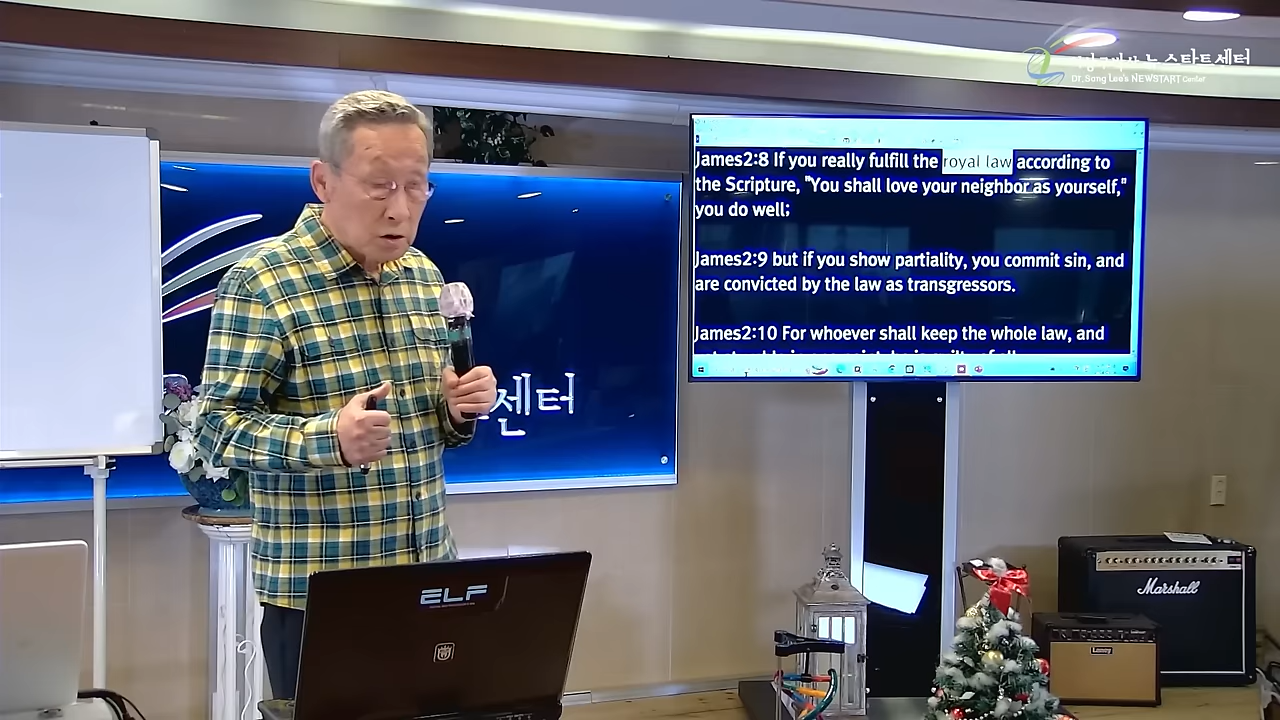 뉴스타트센터
Dr.Sang Lee's NEWSTART Center
James2:8 If you really fulfill the royal law according to
the Scripture, "You shall love your neighbor as yourself,"
you do well;
James2:9 but if you show partiality, you commit sin, and
are convicted by the law as transgressors.
James2:10 For whoever shall keep the whole law, and
센터
ELF
Marshall
Laney